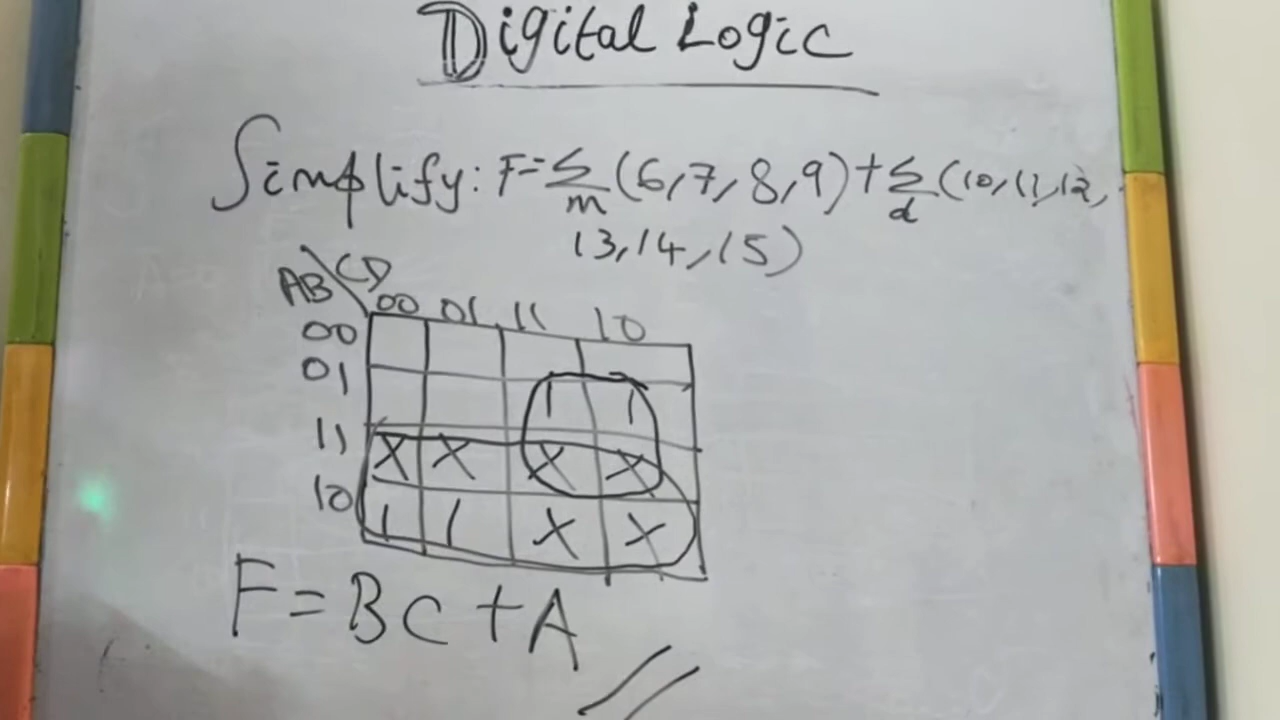 Digital Logic
Simplify: F=Σm(6,7,8,9)+Σd(10,11,12,
13,14,15)
AB\CD
00 01 11 10
00
01 1 1
11 X X X X
10 1 1 X X
F=BC+A